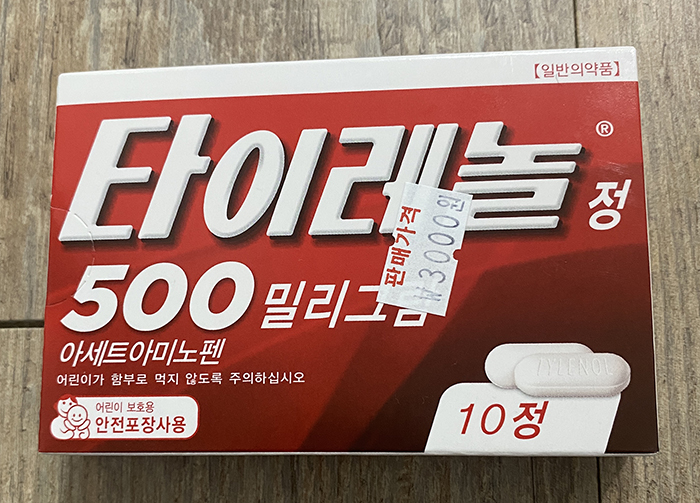 【일반의약품】
타이레놀 ®
정
판매가격
₩3000원
500 밀리그람
아세트아미노펜
어린이가 함부로 먹지 않도록 주의하십시오
어린이 보호용
안전포장사용
TYLENOL
10정